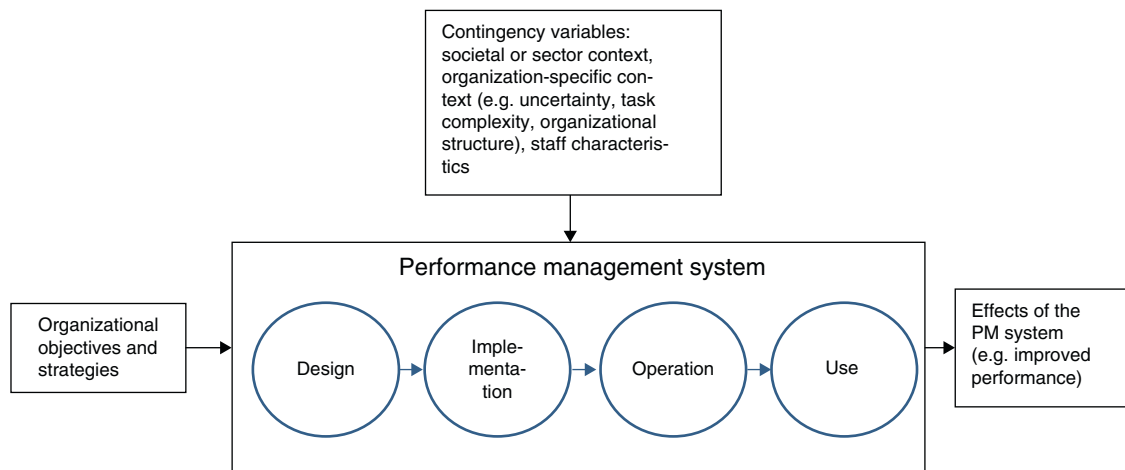 Contingency variables:
societal or sector context,
organization-specific con-
text (e.g. uncertainty, task
complexity, organizational
structure), staff characteris-
tics
Performance management system
Organizational
objectives and
strategies
Design
Imple-
menta-
tion
Operation
Use
Effects of the
PM system
(e.g. improved
performance)